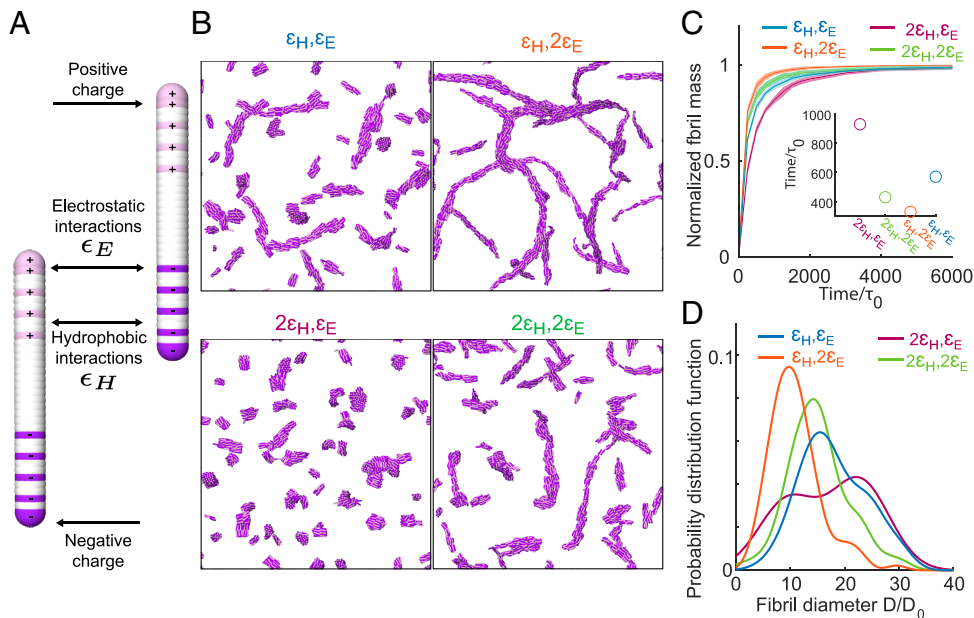 A
Positive
charge
Electrostatic
interactions
ϵE
Hydrophobic
interactions
ϵH
Negative
charge
+
+
+
+
+
-
-
-
-
-
+
+
+
+
+
-
-
-
-
-
B
εH,εE
εH,2εE
2εH,εE
2εH,2εE
C
εH,εE
2εH,εE
εH,2εE
2εH,2εE
Normalized fibril mass
1
0.5
0
0
2000
4000
6000
Time/τ0
Time/τ0
1000
800
600
400
2εH,εE
2εH,2εE
εH,2εE
εH,εE
D
εH,εE
2εH,εE
εH,2εE
2εH,2εE
Probability distribution function
0.1
0
0
10
20
30
40
Fibril diameter D/D0